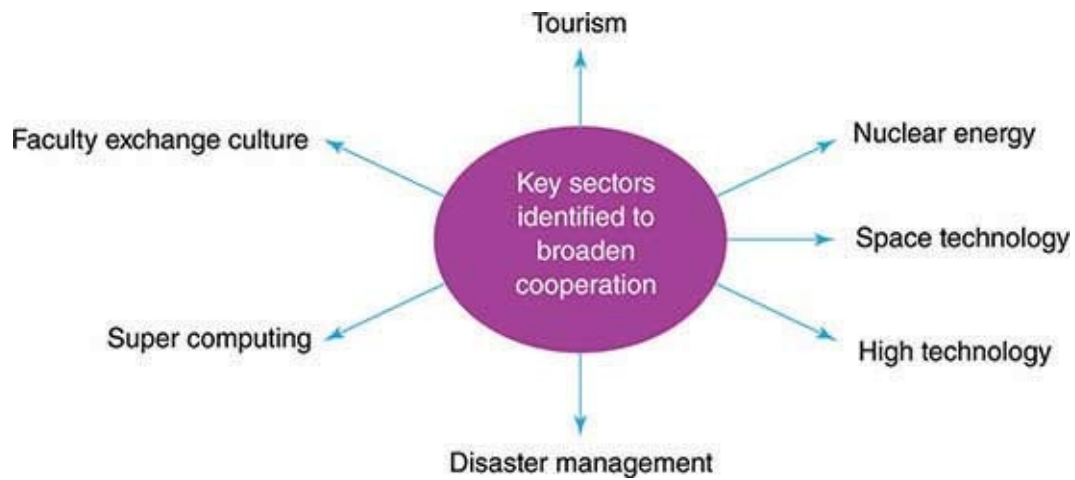 Tourism
Faculty exchange culture
Nuclear energy
Key sectors
identified to
broaden
cooperation
Space technology
Super computing
High technology
Disaster management